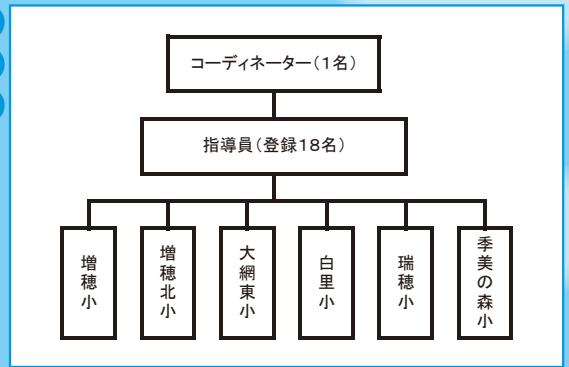 コーディネーター(1名)
指導員(登録18名)
増穂小
増穂北小
大網東小
白里小
瑞穂小
季美の森小